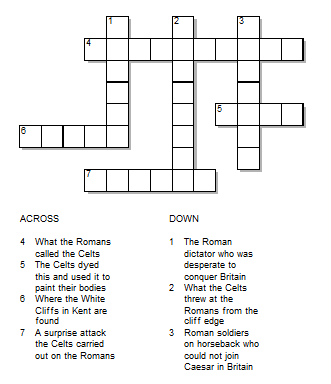 1 2 3
4
5
6
7
ACROSS
4 What the Romans
called the Celts
5 The Celts dyed
this and used it to
paint their bodies
6 Where the White
Cliffs in Kent are
found
7 A surprise attack
the Celts carried
out on the Romans
DOWN
1 The Roman
dictator who was
desperate to
conquer Britain
2 What the Celts
threw at the
Romans from the
cliff edge
3 Roman soldiers
on horseback who
could not join
Caesar in Britain